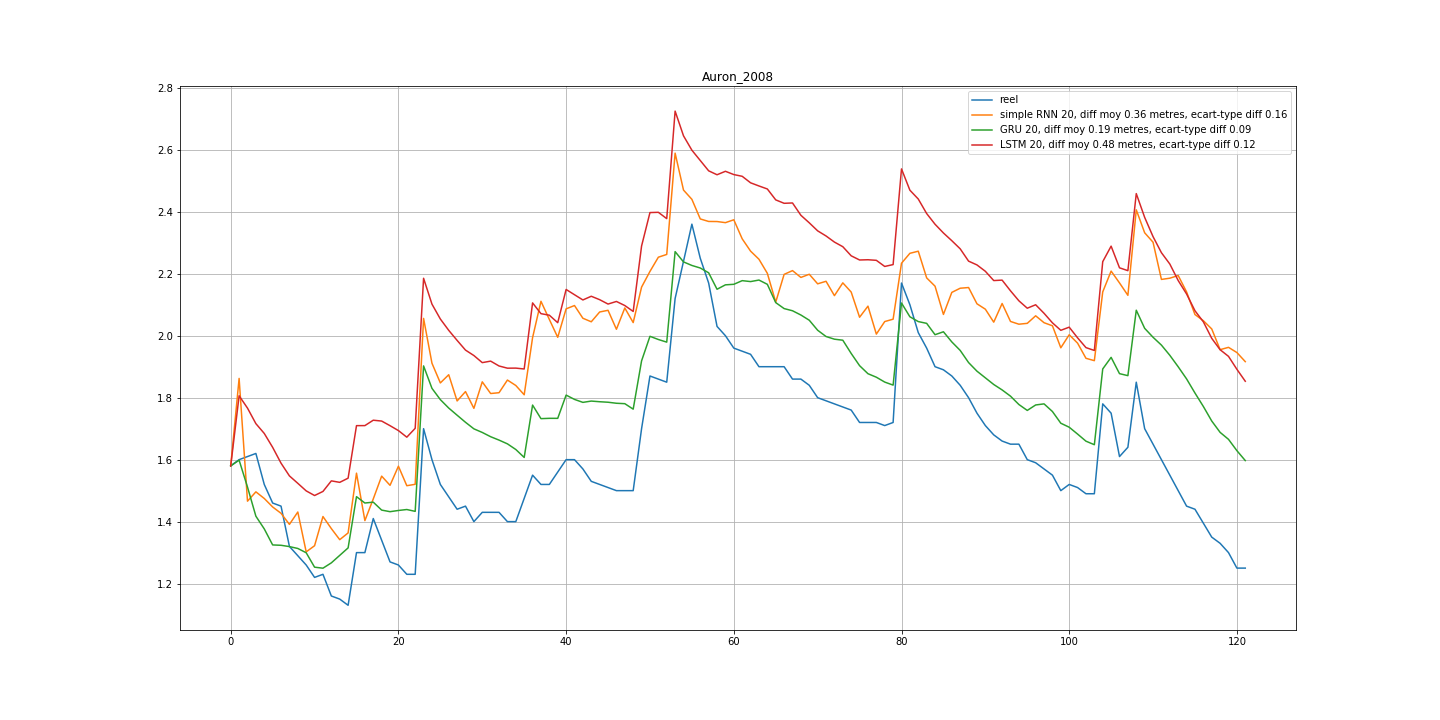 Auron_2008
2.8
2.6
2.4
2.2
2.0
1.8
1.6
1.4
1.2
reel
simple RNN 20, diff moy 0.36 metres, ecart-type diff 0.16
GRU 20, diff moy 0.19 metres, ecart-type diff 0.09
LSTM 20, diff moy 0.48 metres, ecart-type diff 0.12
0 20 40 60 80 100 120